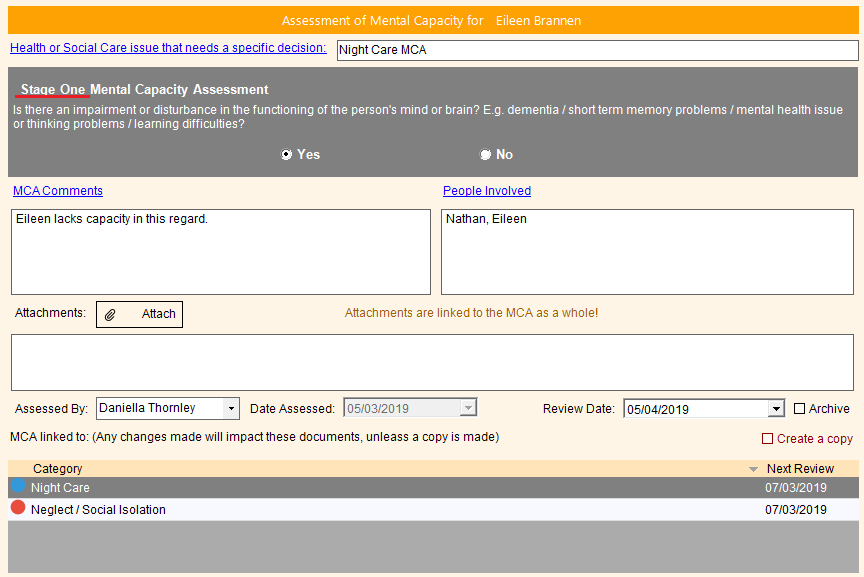 Assessment of Mental Capacity for Eileen Brannen
Health or Social Care issue that needs a specific decision: Night Care MCA
Stage One Mental Capacity Assessment
Is there an impairment or disturbance in the functioning of the person's mind or brain? E.g. dementia / short term memory problems / mental health issue
or thinking problems / learning difficulties?
Yes No
MCA Comments People Involved
Eileen lacks capacity in this regard. Nathan, Eileen
Attachments: Attach Attachments are linked to the MCA as a whole!
Assessed By: Daniella Thornley Date Assessed: 05/03/2019 Review Date: 05/04/2019 Archive
MCA linked to: (Any changes made will impact these documents, unleass a copy is made)
Create a copy
Category Next Review
Night Care 07/03/2019
Neglect / Social Isolation 07/03/2019